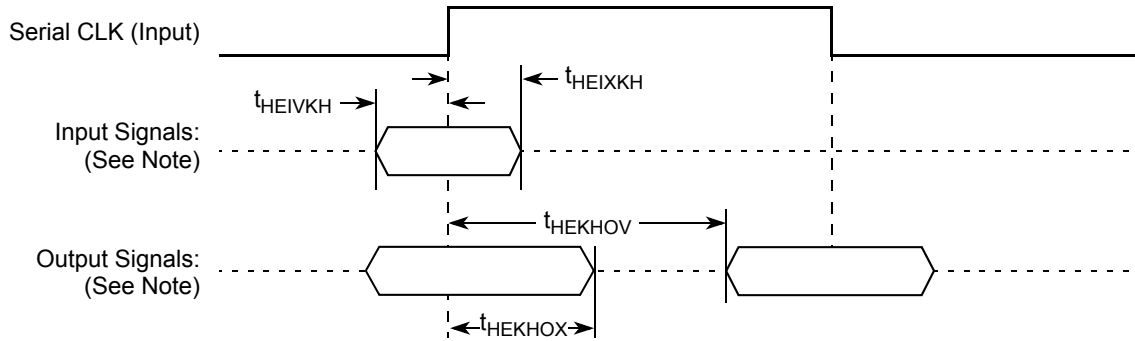 Serial CLK (Input)
tHEIXKH
tHEIVKH
Input Signals:
(See Note)
tHEKHOV
Output Signals:
(See Note)
tHEKHOX